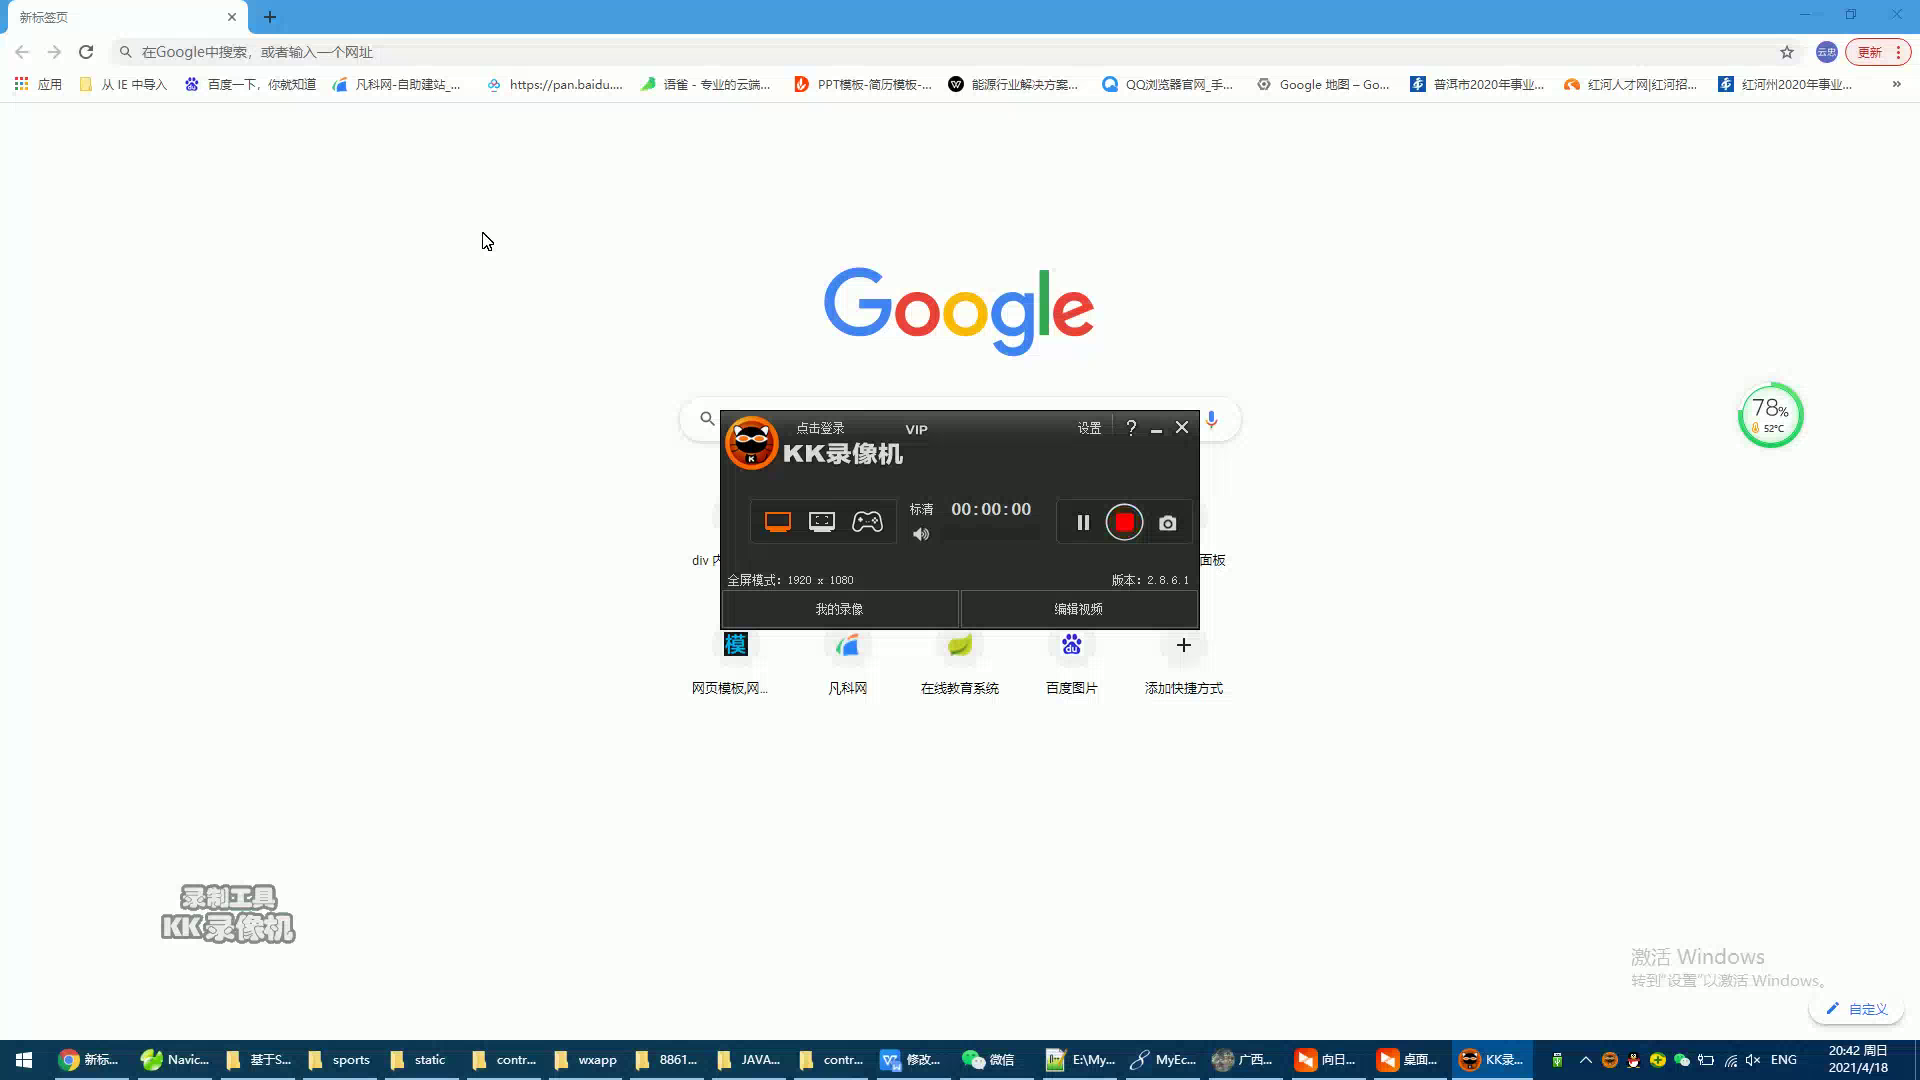 新标签页
在Google中搜索，或者输入一个网址
云忠
更新
应用
从 IE 中导入
百度一下，你就知道
凡科网-自助建站_...
https://pan.baidu....
语雀 - 专业的云端...
PPT模板-简历模板-...
能源行业解决方案...
QQ浏览器官网_手...
Google 地图 – Go...
普洱市2020年事业...
红河人才网|红河招...
红河州2020年事业...
»
Google
78%
52°C
点击登录
VIP
设置
?
KK录像机
标清
00:00:00
div 内
面板
全屏模式: 1920 x 1080
版本: 2.8.6.1
我的录像
编辑视频
模
du
网页模板,网...
凡科网
在线教育系统
百度图片
添加快捷方式
录制工具
KK录像机
激活 Windows
转到"设置"以激活 Windows。
自定义
新标...
Navic...
基于S...
sports
static
contr...
wxapp
8861...
JAVA...
contr...
修改...
微信
E:\My...
MyEc...
广西...
向日...
桌面...
KK录...
ENG
20:42 周日
2021/4/18